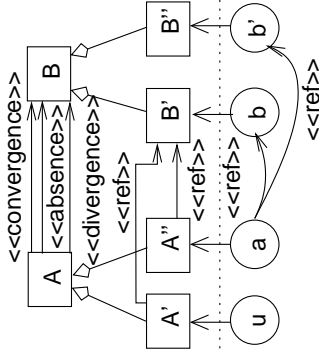 <<convergence>>
<<absence>>
<<divergence>>
<<ref>>
<<ref>>
<<ref>>
<<ref>>
A
B
A'
A"
B'
B"
u
a
b
b'